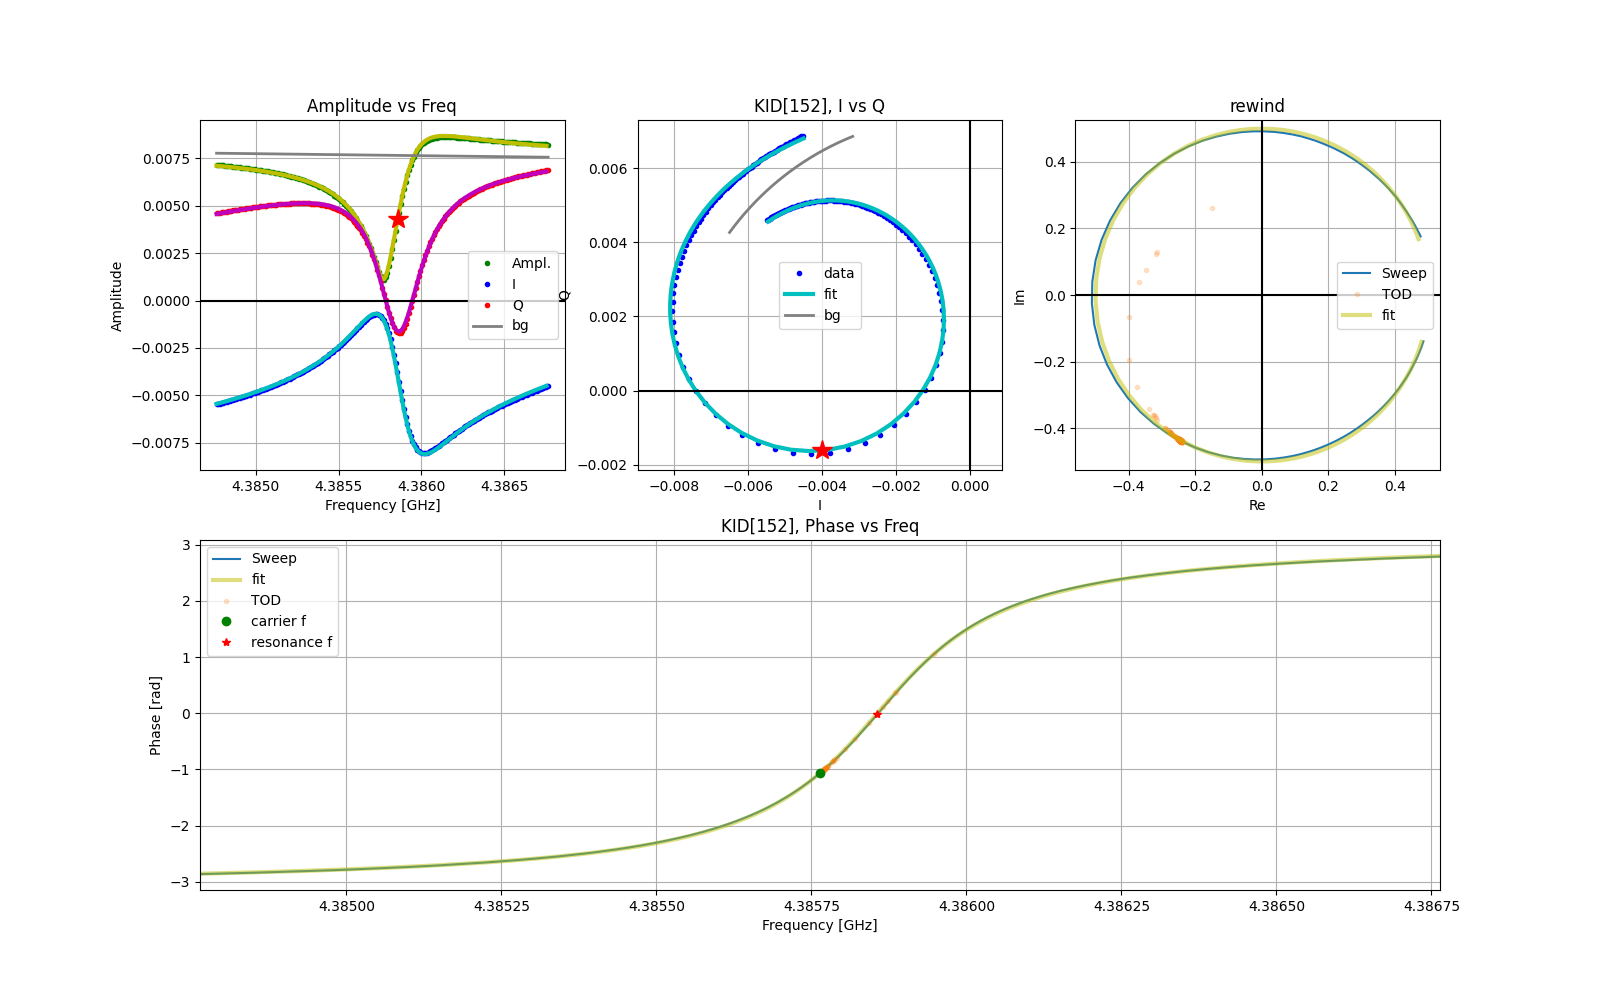 Amplitude vs Freq
0.0075
0.0050
0.0025
0.0000
−0.0025
−0.0050
−0.0075
Amplitude
Ampl.
I
Q
bg
4.3850
4.3855
4.3860
4.3865
Frequency [GHz]
KID[152], I vs Q
0.006
0.004
0.002
0.000
−0.002
Q
data
fit
bg
−0.008
−0.006
−0.004
−0.002
0.000
I
rewind
0.4
0.2
0.0
−0.2
−0.4
Im
Sweep
TOD
fit
−0.4
−0.2
0.0
0.2
0.4
Re
KID[152], Phase vs Freq
3
2
1
0
−1
−2
−3
Phase [rad]
Sweep
fit
TOD
carrier f
resonance f
4.38500
4.38525
4.38550
4.38575
4.38600
4.38625
4.38650
4.38675
Frequency [GHz]